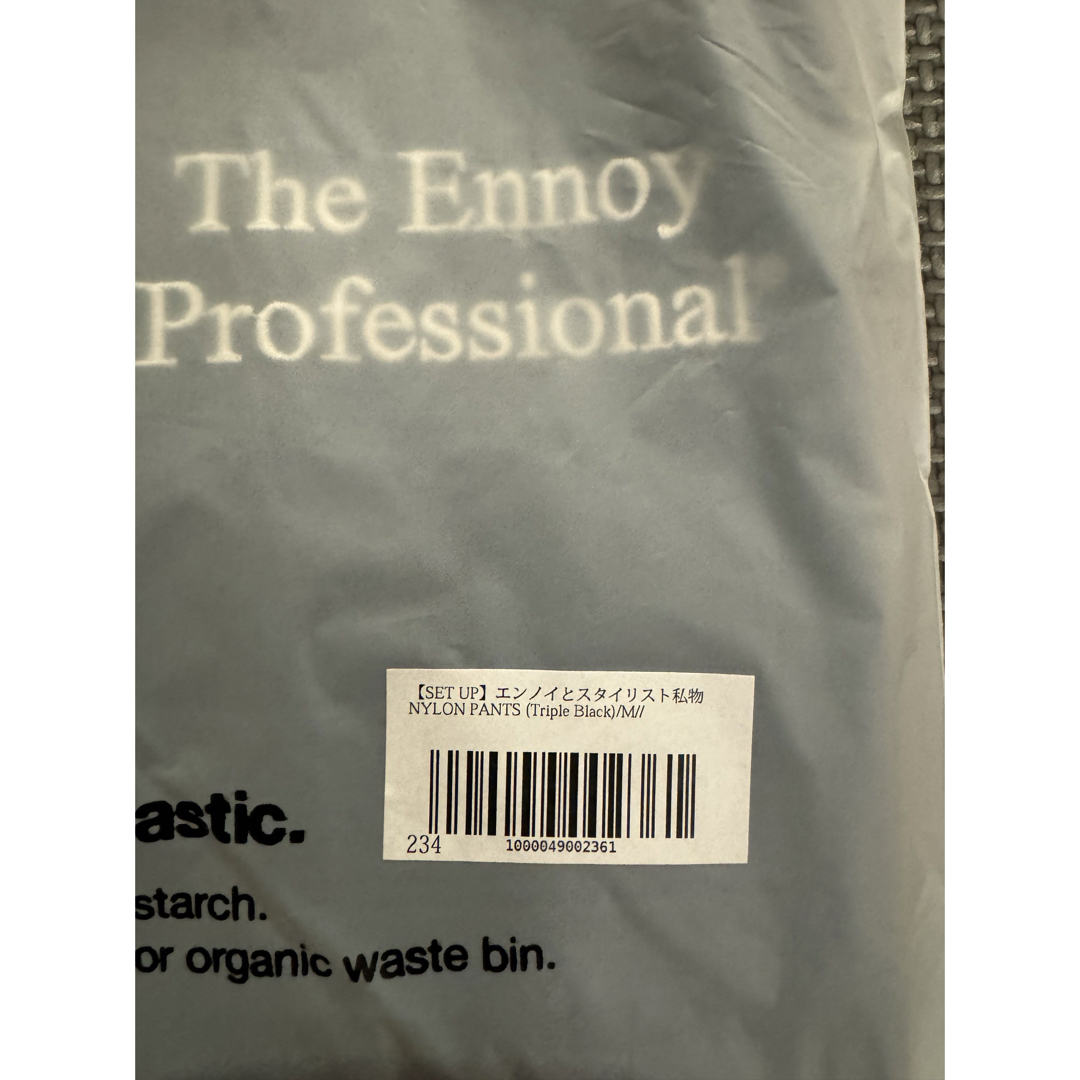 The Ennoy
Professional
【SET UP】エンノイとスタイリスト私物
NYLON PANTS (Triple Black)/M//
234
1000049002361
astic.
starch.
or organic waste bin.